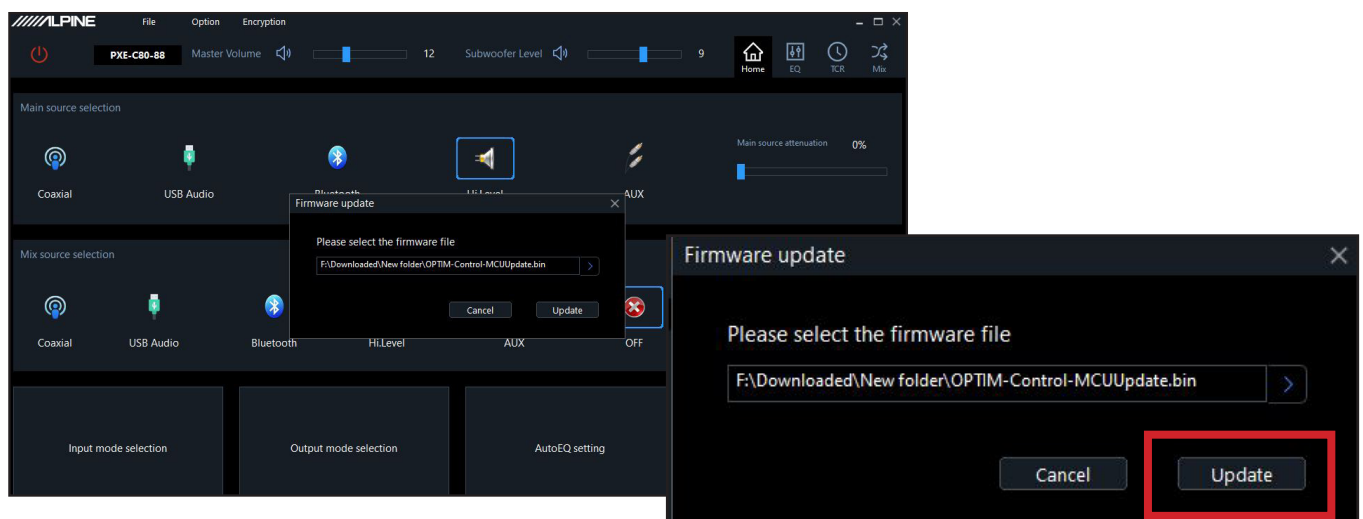 ALPINE File Option Encryption
PXE-C80-88 Master Volume 12 Subwoofer Level 9 Home EQ TCR Mix
Main source selection
Main source attenuation 0%
Coaxial USB Audio Bluetooth Hi.Level AUX
Firmware update
Please select the firmware file
F:\Downloaded\New folder\OPTIM-Control-MCUUpdate.bin
Cancel Update
Mix source selection
Coaxial USB Audio Bluetooth Hi.Level AUX OFF
Input mode selection Output mode selection AutoEQ setting
Firmware update
Please select the firmware file
F:\Downloaded\New folder\OPTIM-Control-MCUUpdate.bin
Cancel Update